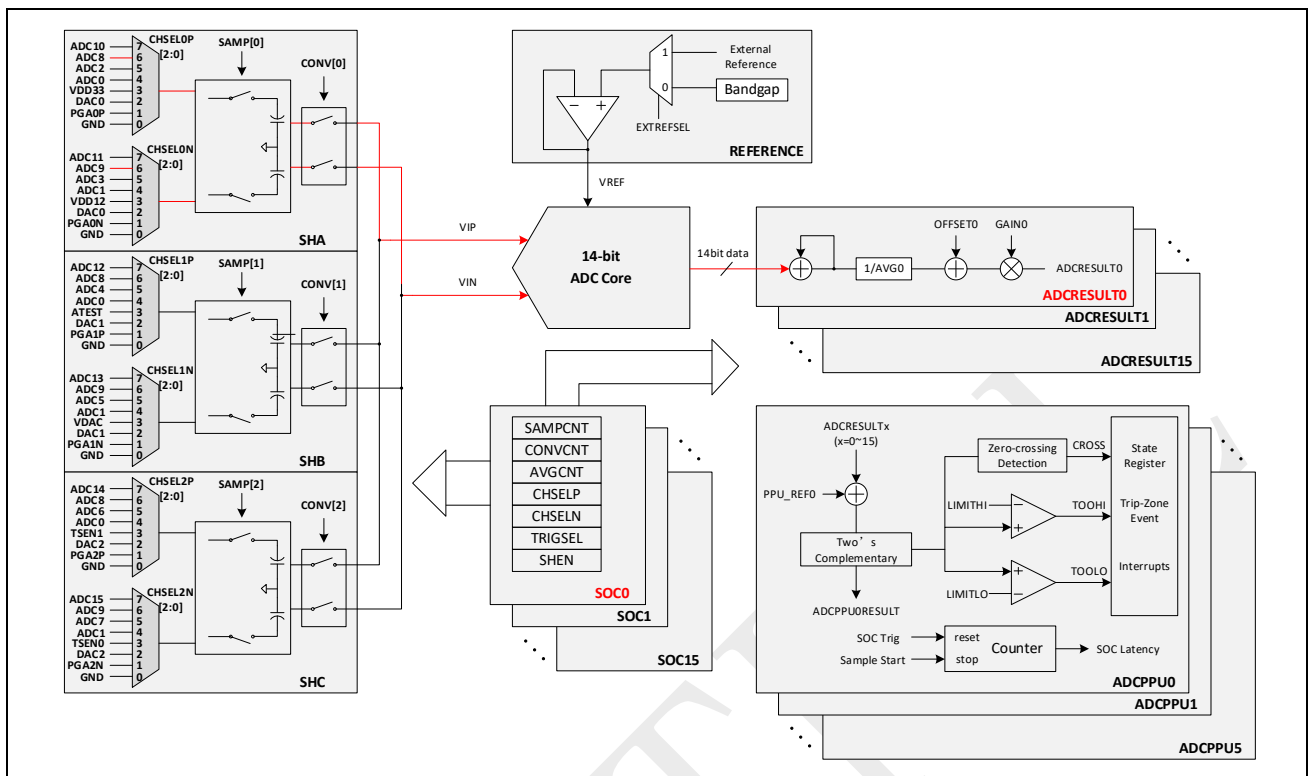 ADC10 7 CHSEL0P
ADC8 6 [2:0]
ADC2 5
ADC0 4
VDD33 3
DAC0 2
PGA0P 1
GND 0
SAMP[0]
CONV[0]
ADC11 7 CHSEL0N
ADC9 6 [2:0]
ADC3 5
ADC1 4
VDD12 3
DAC0 2
PGA0N 1
GND 0
SHA
ADC12 7 CHSEL1P
ADC8 6 [2:0]
ADC4 5
ADC0 4
ATEST 3
DAC1 2
PGA1P 1
GND 0
SAMP[1]
CONV[1]
ADC13 7 CHSEL1N
ADC9 6 [2:0]
ADC5 5
ADC1 4
VDAC 3
DAC1 2
PGA1N 1
GND 0
SHB
ADC14 7 CHSEL2P
ADC8 6 [2:0]
ADC6 5
ADC0 4
TSEN1 3
DAC2 2
PGA2P 1
GND 0
SAMP[2]
CONV[2]
ADC15 7 CHSEL2N
ADC9 6 [2:0]
ADC7 5
ADC1 4
TSEN0 3
DAC2 2
PGA2N 1
GND 0
SHC
1 External
Reference
0 Bandgap
− +
EXTREFSEL
REFERENCE
VREF
VIP
VIN
14-bit
ADC Core
14bit data
OFFSET0 GAIN0
1/AVG0
ADCRESULT0
ADCRESULT0
ADCRESULT1
ADCRESULT15
SAMPCNT
CONVCNT
AVGCNT
CHSELP
CHSELN
TRIGSEL
SHEN
SOC0
SOC1
SOC15
ADCRESULTx
(x=0~15)
PPU_REF0
Two's
Complementary
ADCPPU0RESULT
Zero-crossing
Detection
CROSS
LIMITHI −
+
TOOHI
+
LIMITLO −
TOOLO
State
Register
Trip-Zone
Event
Interrupts
SOC Trig reset
Sample Start stop
Counter
SOC Latency
ADCPPU0
ADCPPU1
ADCPPU5